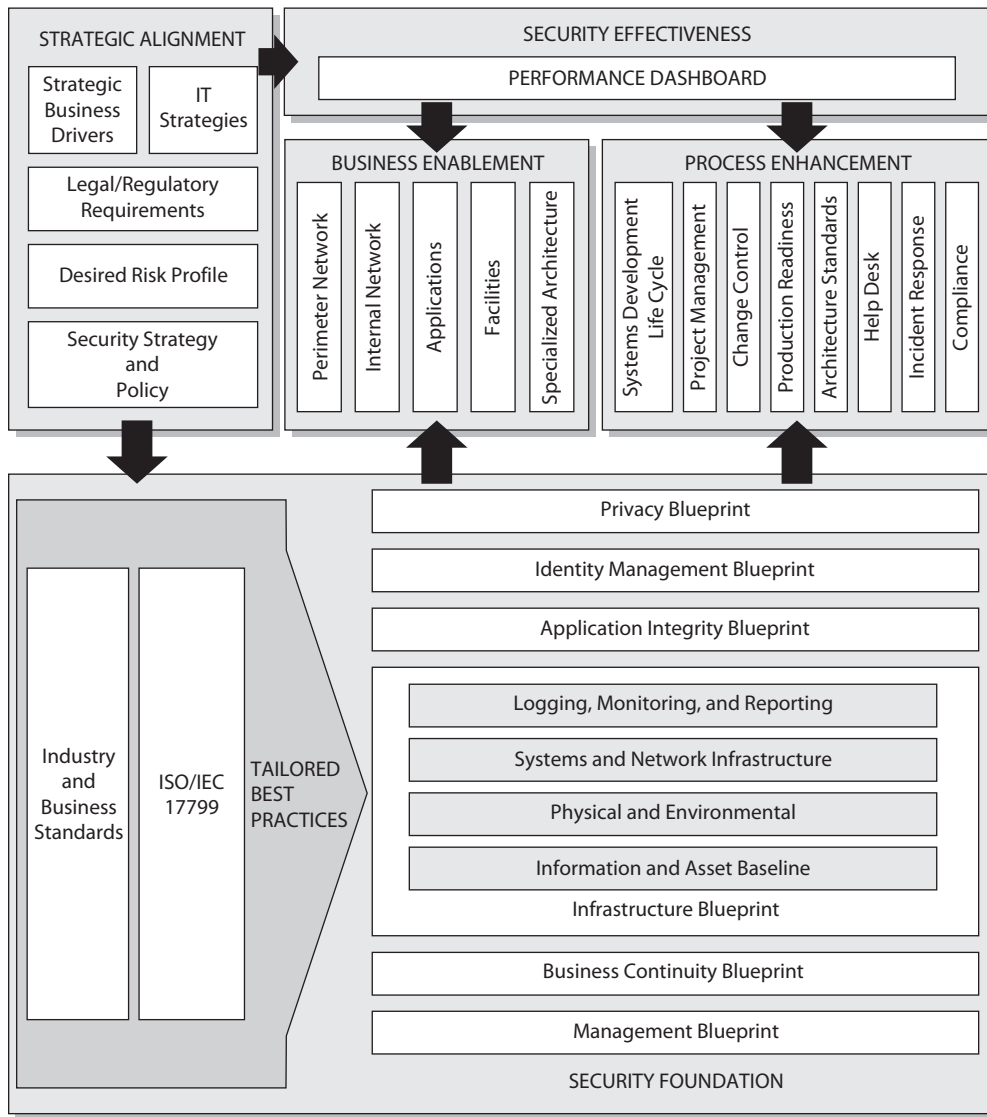 STRATEGIC ALIGNMENT
Strategic
Business
Drivers
IT
Strategies
Legal/Regulatory
Requirements
Desired Risk Profile
Security Strategy
and
Policy
SECURITY EFFECTIVENESS
PERFORMANCE DASHBOARD
BUSINESS ENABLEMENT
Perimeter Network
Internal Network
Applications
Facilities
Specialized Architecture
PROCESS ENHANCEMENT
Systems Development
Life Cycle
Project Management
Change Control
Production Readiness
Architecture Standards
Help Desk
Incident Response
Compliance
Industry
and
Business
Standards
ISO/IEC
17799
TAILORED
BEST
PRACTICES
Privacy Blueprint
Identity Management Blueprint
Application Integrity Blueprint
Logging, Monitoring, and Reporting
Systems and Network Infrastructure
Physical and Environmental
Information and Asset Baseline
Infrastructure Blueprint
Business Continuity Blueprint
Management Blueprint
SECURITY FOUNDATION